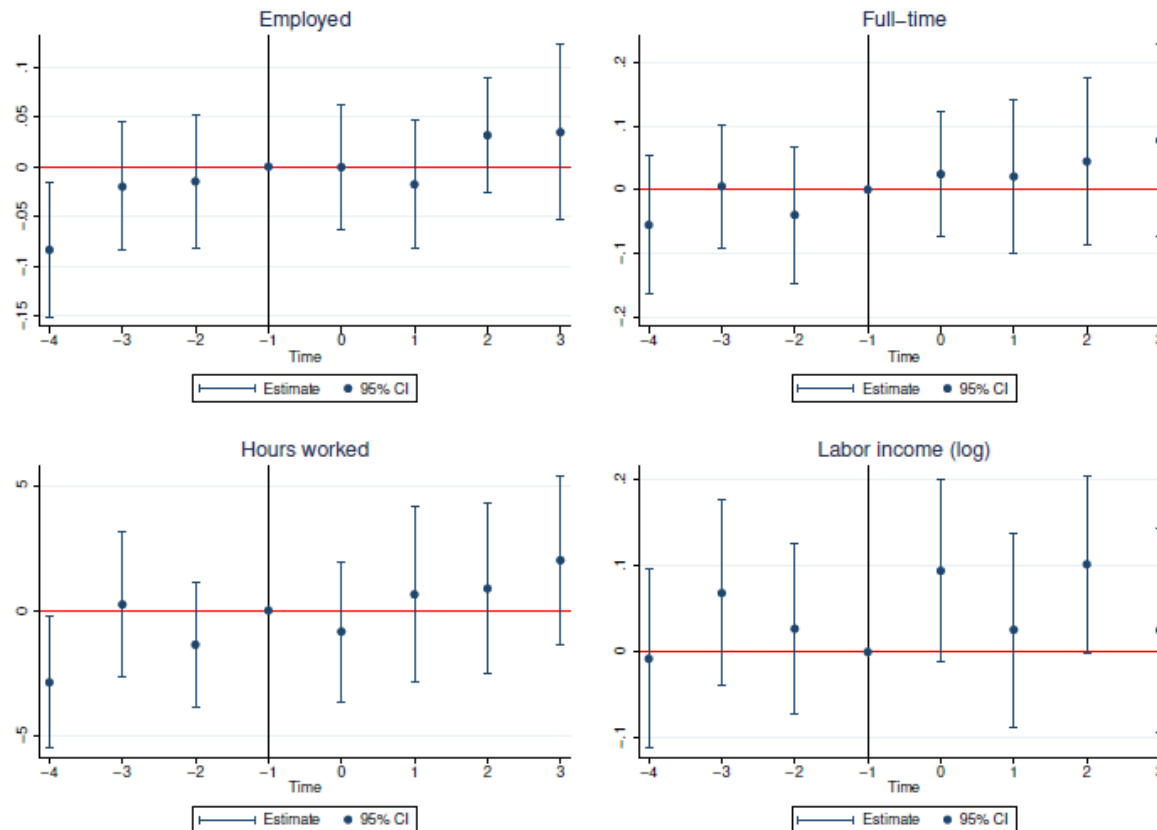 Employed
.1
.05
0
-.05
-.1
-.15
-4 -3 -2 -1 0 1 2 3
Time
Estimate 95% CI
Full-time
.2
.1
0
-.1
-.2
-4 -3 -2 -1 0 1 2 3
Time
Estimate 95% CI
Hours worked
5
0
-5
-4 -3 -2 -1 0 1 2 3
Time
Estimate 95% CI
Labor income (log)
.2
.1
0
-.1
-4 -3 -2 -1 0 1 2 3
Time
Estimate 95% CI